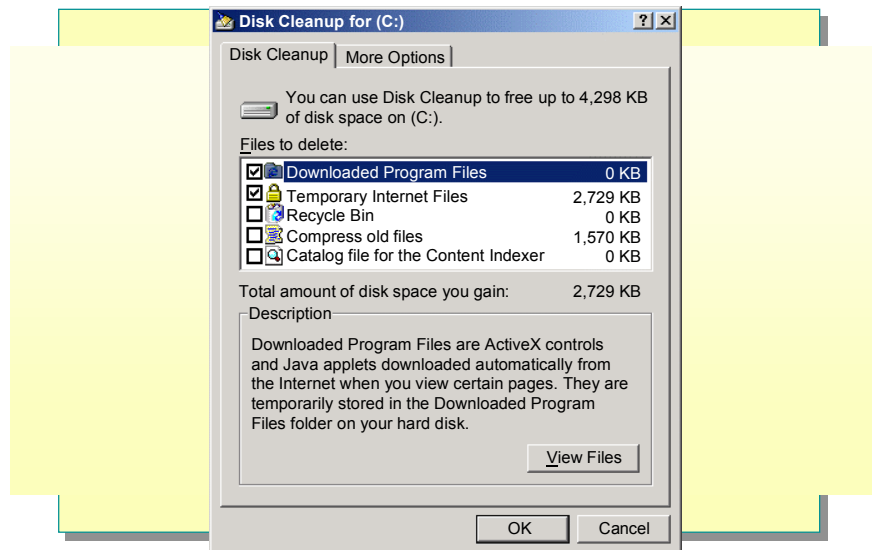 Disk Cleanup for (C:)
Disk Cleanup
More Options
You can use Disk Cleanup to free up to 4,298 KB
of disk space on (C:).
Files to delete:
Downloaded Program Files 0 KB
Temporary Internet Files 2,729 KB
Recycle Bin 0 KB
Compress old files 1,570 KB
Catalog file for the Content Indexer 0 KB
Total amount of disk space you gain: 2,729 KB
Description
Downloaded Program Files are ActiveX controls
and Java applets downloaded automatically from
the Internet when you view certain pages. They are
temporarily stored in the Downloaded Program
Files folder on your hard disk.
View Files
OK
Cancel